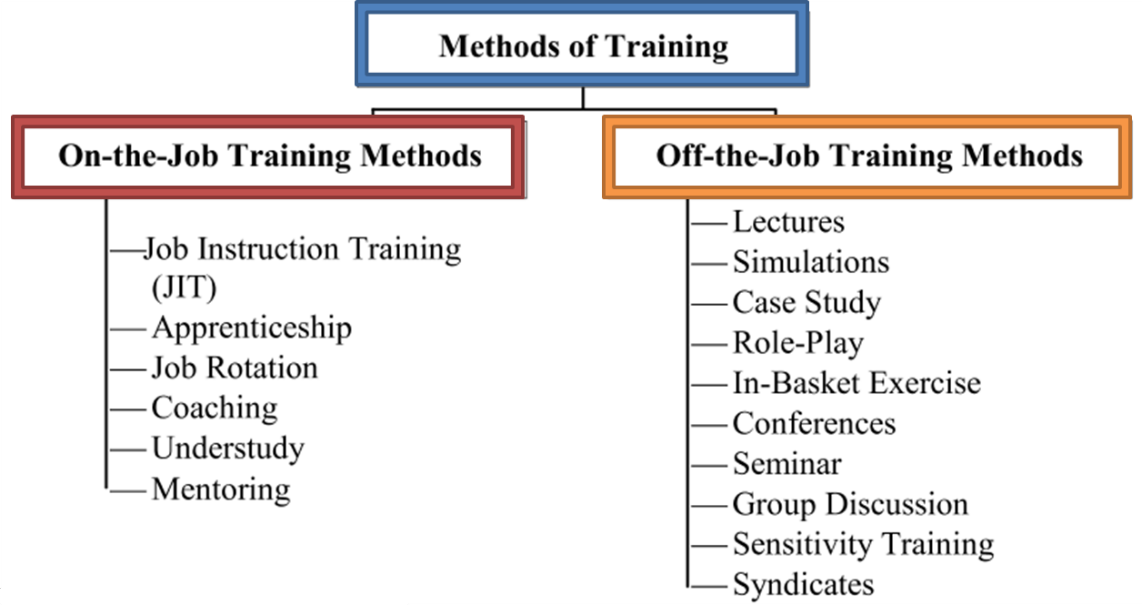 Methods of Training
On-the-Job Training Methods
Job Instruction Training
(JIT)
Apprenticeship
Job Rotation
Coaching
Understudy
Mentoring
Off-the-Job Training Methods
Lectures
Simulations
Case Study
Role-Play
In-Basket Exercise
Conferences
Seminar
Group Discussion
Sensitivity Training
Syndicates